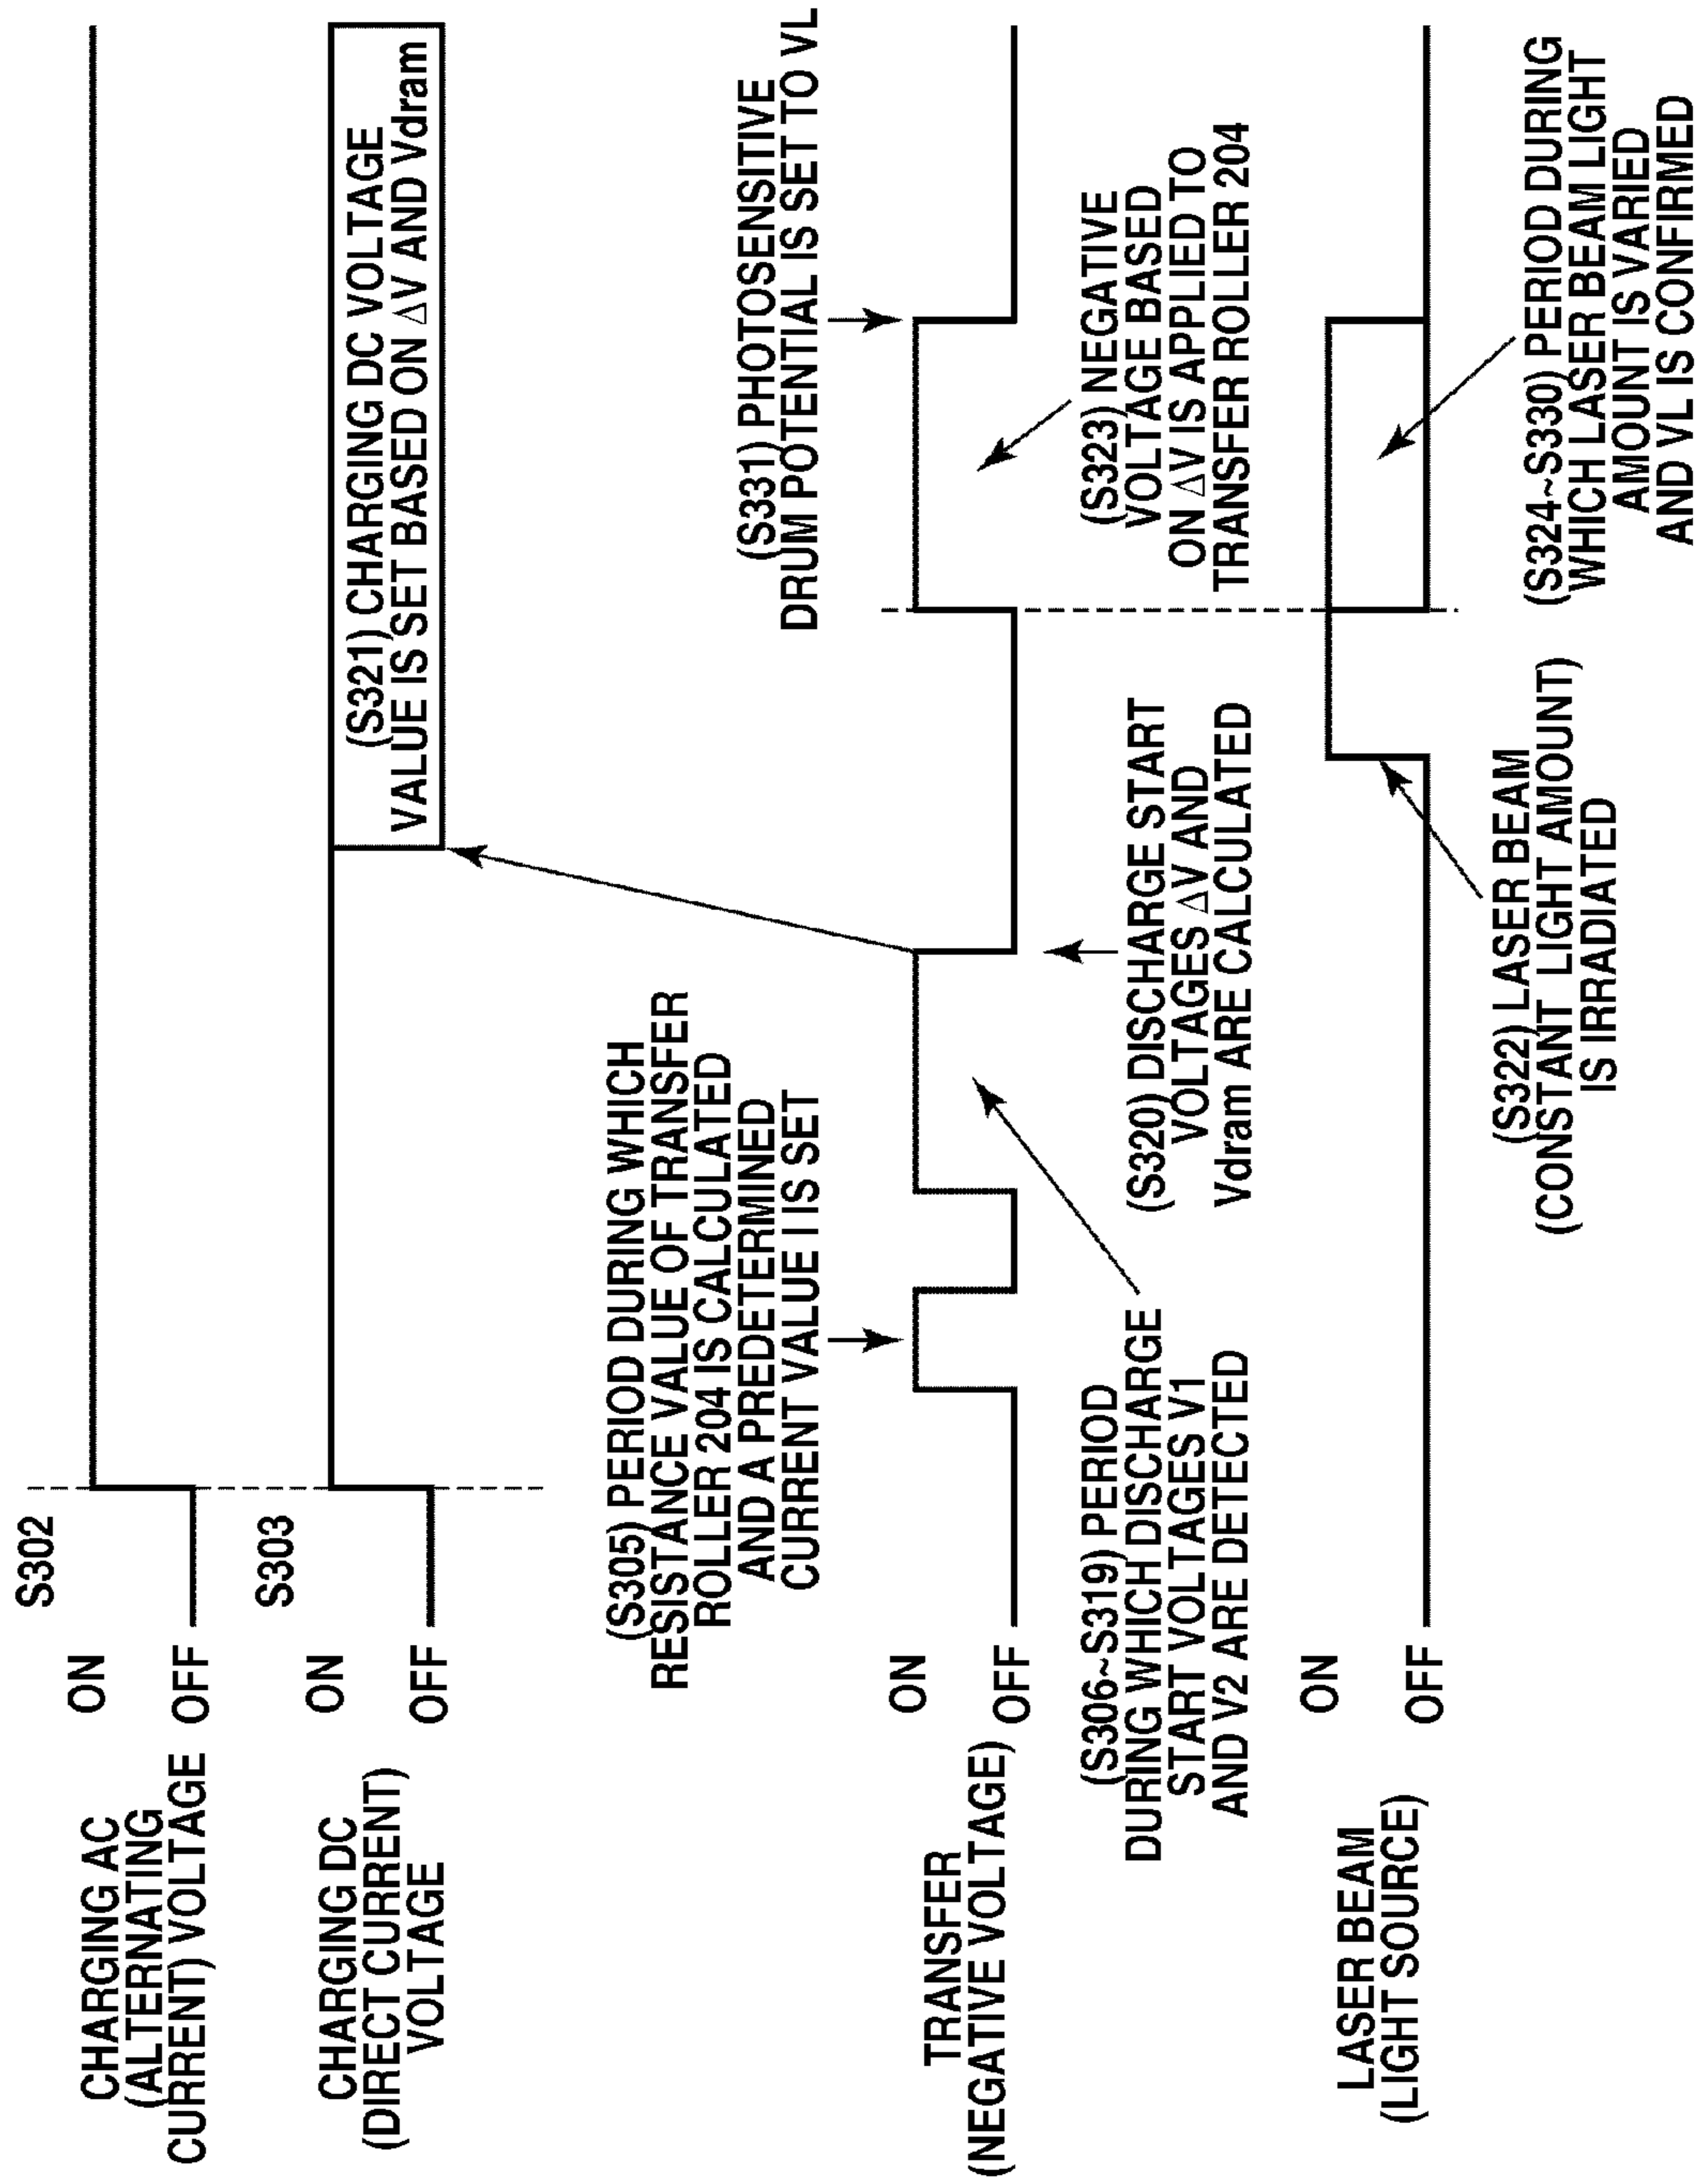 S302
CHARGING AC
(ALTERNATING
CURRENT) VOLTAGE
ON
OFF
S303
CHARGING DC
(DIRECT CURRENT)
VOLTAGE
ON
OFF
(S321) CHARGING DC VOLTAGE
VALUE IS SET BASED ON △V AND Vdram
(S305) PERIOD DURING WHICH
RESISTANCE VALUE OF TRANSFER
ROLLER 204 IS CALCULATED
AND A PREDETERMINED
CURRENT VALUE I IS SET
(S331) PHOTOSENSITIVE
DRUM POTENTIAL IS SET TO VL
TRANSFER
(NEGATIVE VOLTAGE)
ON
OFF
(S306~S319) PERIOD
DURING WHICH DISCHARGE
START VOLTAGES V1
AND V2 ARE DETECTED
(S320) DISCHARGE START
VOLTAGES △V AND
Vdram ARE CALCULATED
(S323) NEGATIVE
VOLTAGE BASED
ON △V IS APPLIED TO
TRANSFER ROLLER 204
LASER BEAM
(LIGHT SOURCE)
ON
OFF
(S322) LASER BEAM
(CONSTANT LIGHT AMOUNT)
IS IRRADIATED
(S324~S330) PERIOD DURING
WHICH LASER BEAM LIGHT
AMOUNT IS VARIED
AND VL IS CONFIRMED